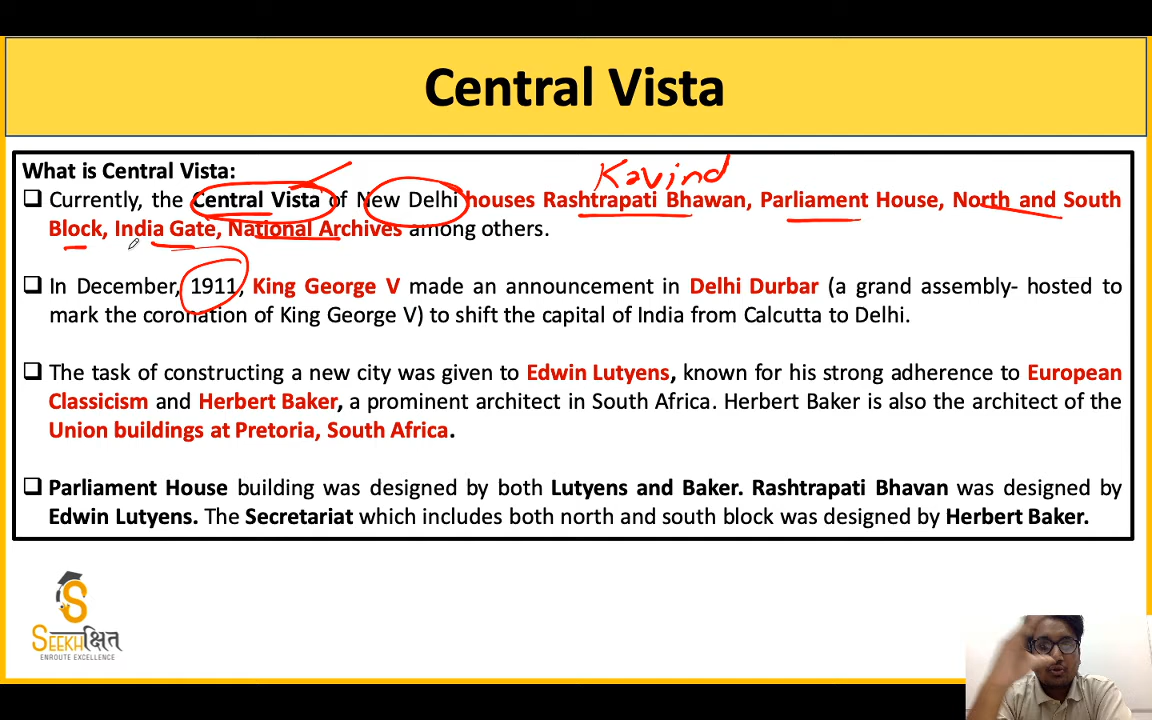 Central Vista
What is Central Vista:
Kovind
❑ Currently, the Central Vista of New Delhi houses Rashtrapati Bhawan, Parliament House, North and South
Block, India Gate, National Archives among others.
❑ In December, 1911, King George V made an announcement in Delhi Durbar (a grand assembly- hosted to
mark the coronation of King George V) to shift the capital of India from Calcutta to Delhi.
❑ The task of constructing a new city was given to Edwin Lutyens, known for his strong adherence to European
Classicism and Herbert Baker, a prominent architect in South Africa. Herbert Baker is also the architect of the
Union buildings at Pretoria, South Africa.
❑ Parliament House building was designed by both Lutyens and Baker. Rashtrapati Bhavan was designed by
Edwin Lutyens. The Secretariat which includes both north and south block was designed by Herbert Baker.
S
SEEKHक्षित
ENROUTE EXCELLENCE